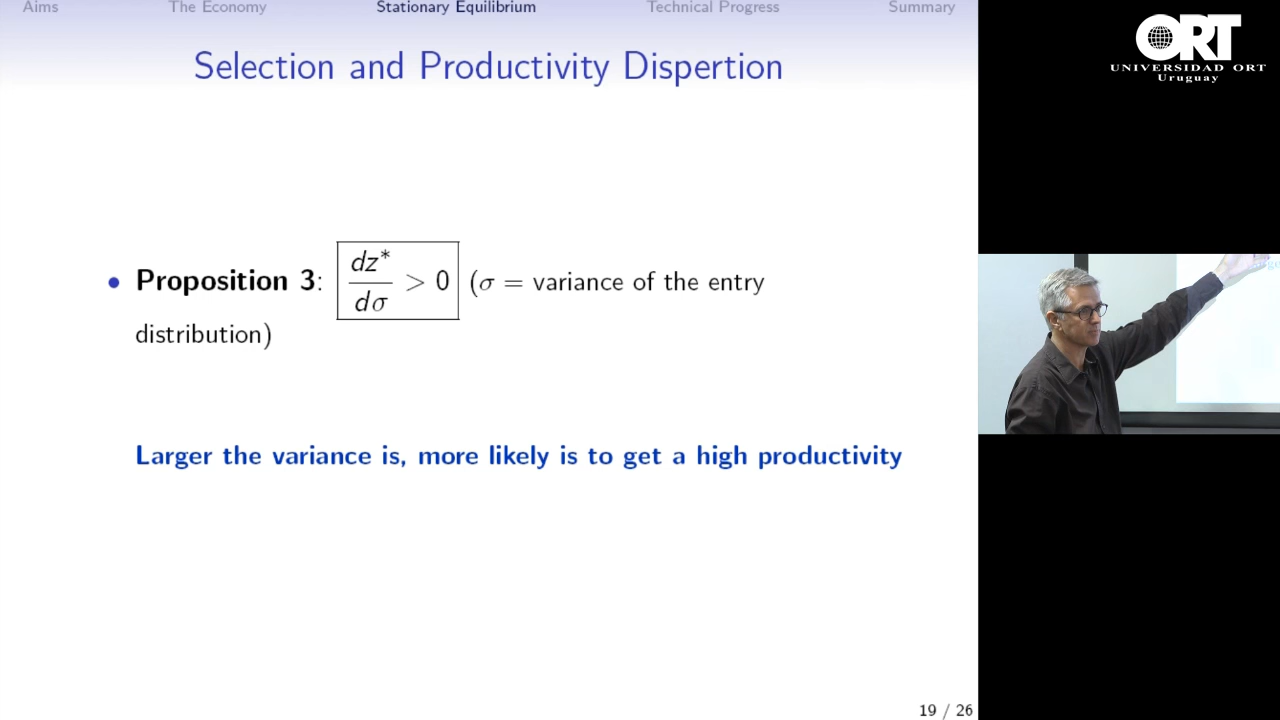 Aims The Economy Stationary Equilibrium Technical Progress Summary
Selection and Productivity Dispertion
• Proposition 3: dz*/dσ > 0 (σ = variance of the entry
distribution)
Larger the variance is, more likely is to get a high productivity
19 / 26
ORT
UNIVERSIDAD ORT
Uruguay